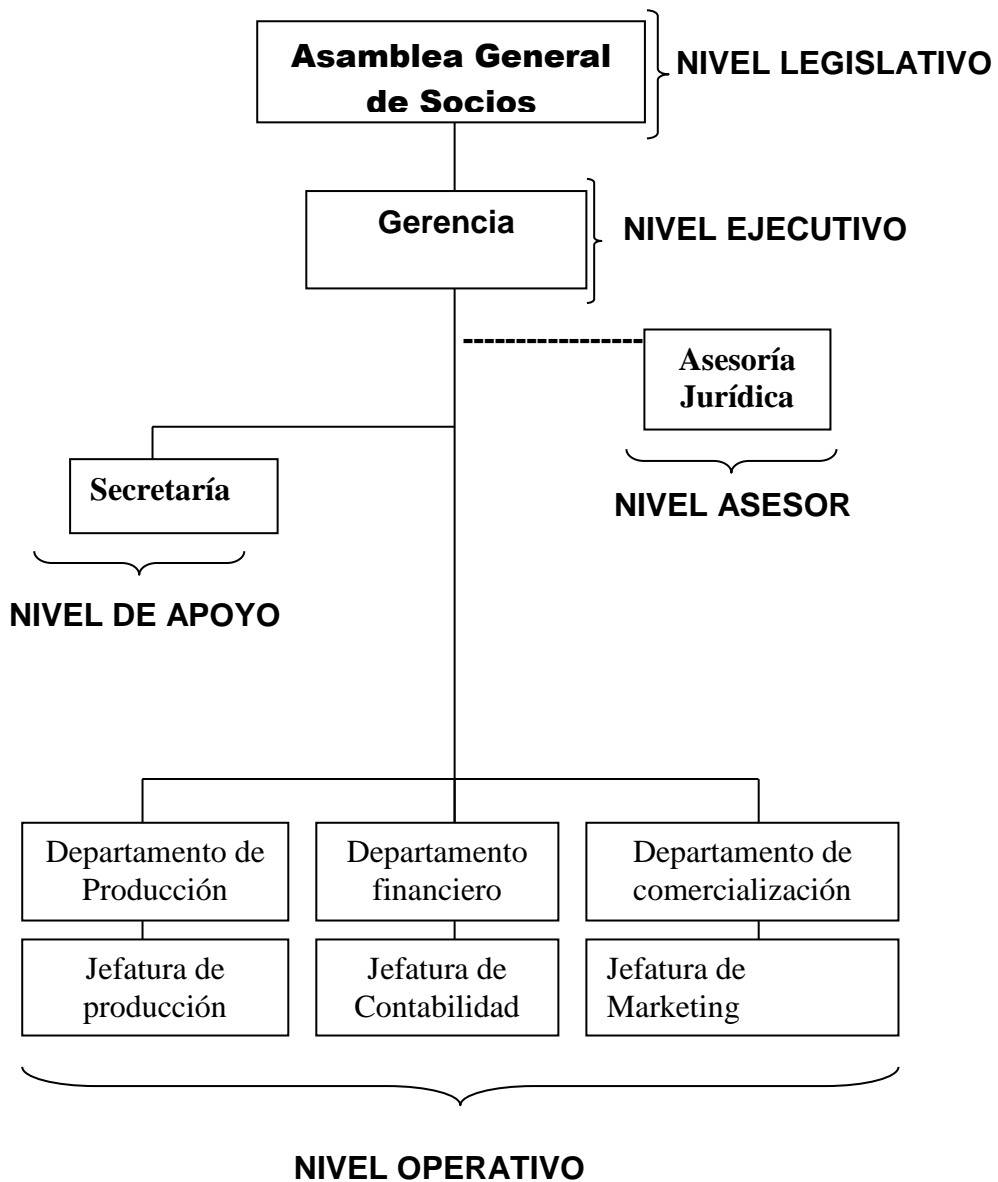 Asamblea General
de Socios
NIVEL LEGISLATIVO
Gerencia
NIVEL EJECUTIVO
Asesoría
Jurídica
NIVEL ASESOR
Secretaría
NIVEL DE APOYO
Departamento de
Producción
Departamento
financiero
Departamento de
comercialización
Jefatura de
producción
Jefatura de
Contabilidad
Jefatura de
Marketing
NIVEL OPERATIVO